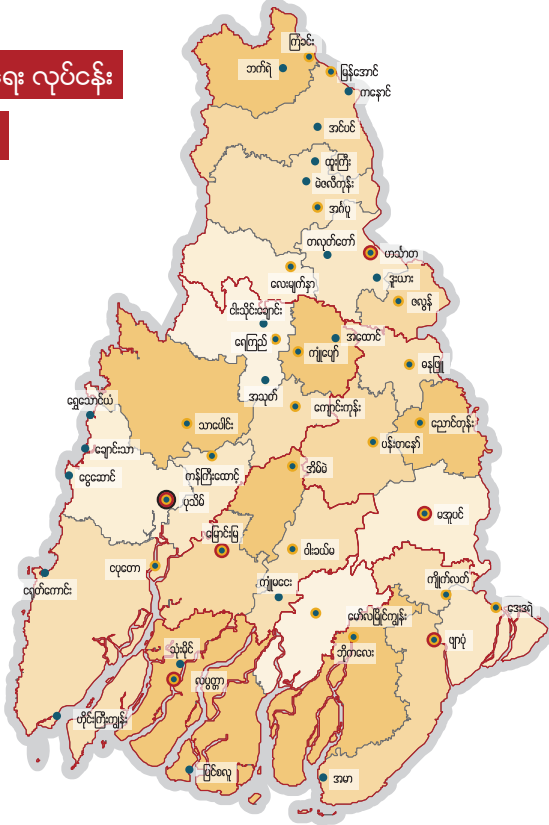 ရေး လုပ်ငန်း
ကြံခင်း
ဘက်ရဲ
မြန်အောင်
ကနောင်
အင်ပင်
ထူးကြီး
မဲဇလီကုန်း
အင်္ဂပူ
တလုတ်တော်
ဟင်္သာတ
လေးမျက်နှာ
ဒူးယား
ဇလွန်
ငါးသိုင်းချောင်း
ရေကြည်
အထောင်
ကျုံပျော်
ဓနုဖြူ
အသုတ်
ရွှေသောင်ယံ
ကျောင်းကုန်း
သာပေါင်း
ညောင်တုန်း
ပန်းတနော်
ချောင်းသာ
ကန်ကြီးထောင့်
အိမ်မဲ
ငွေဆောင်
ပုသိမ်
မအူပင်
မြောင်းမြ
ဝါးခယ်မ
ငပုတော
ကျိုက်လတ်
ရောက်ကောင်း
ကျုံမငေး
ဒေးဒရဲ
မော်လမြိုင်ကျွန်း
ဖျာပုံ
သုံးမိုင်
ဘိုကလေး
လပွတ္တာ
ဟိုင်းကြီးကျွန်း
ပြင်စလူ
အမာ